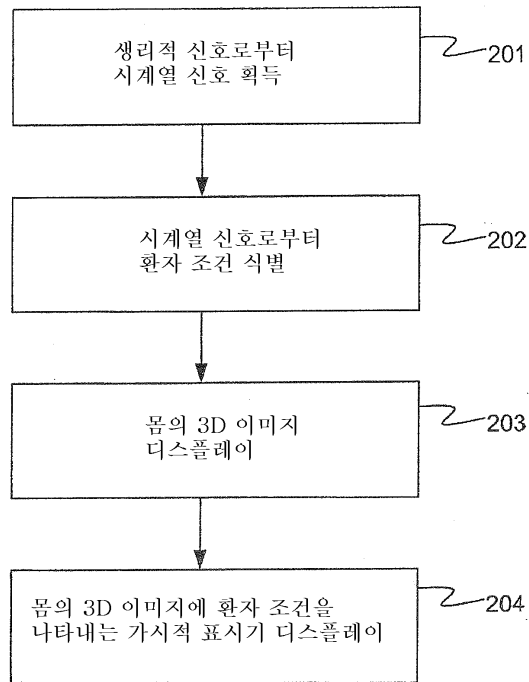 생리적 신호로부터
시계열 신호 획득
201
시계열 신호로부터
환자 조건 식별
202
몸의 3D 이미지
디스플레이
203
몸의 3D 이미지에 환자 조건을
나타내는 가시적 표시기 디스플레이
204